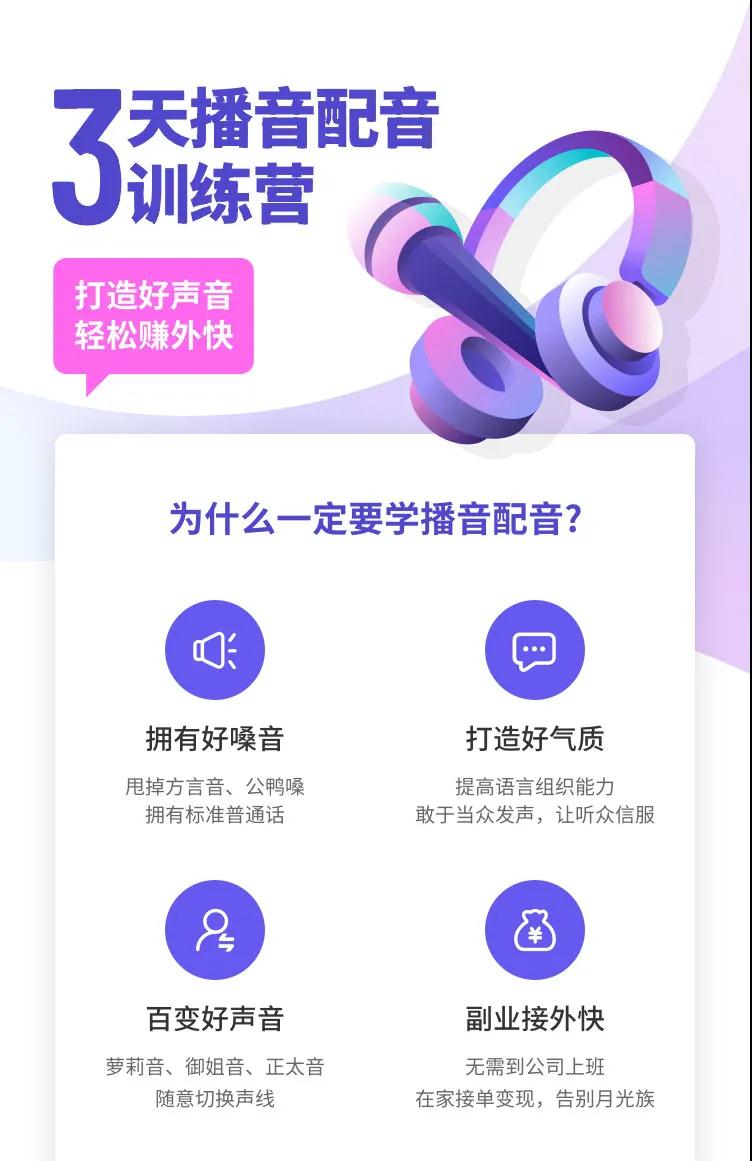 3天播音配音
训练营
打造好声音
轻松赚外快
为什么一定要学播音配音?
拥有好嗓音
甩掉方言音、公鸭嗓
拥有标准普通话
打造好气质
提高语言组织能力
敢于当众发声，让听众信服
百变好声音
萝莉音、御姐音、正太音
随意切换声线
副业接外快
无需到公司上班
在家接单变现，告别月光族